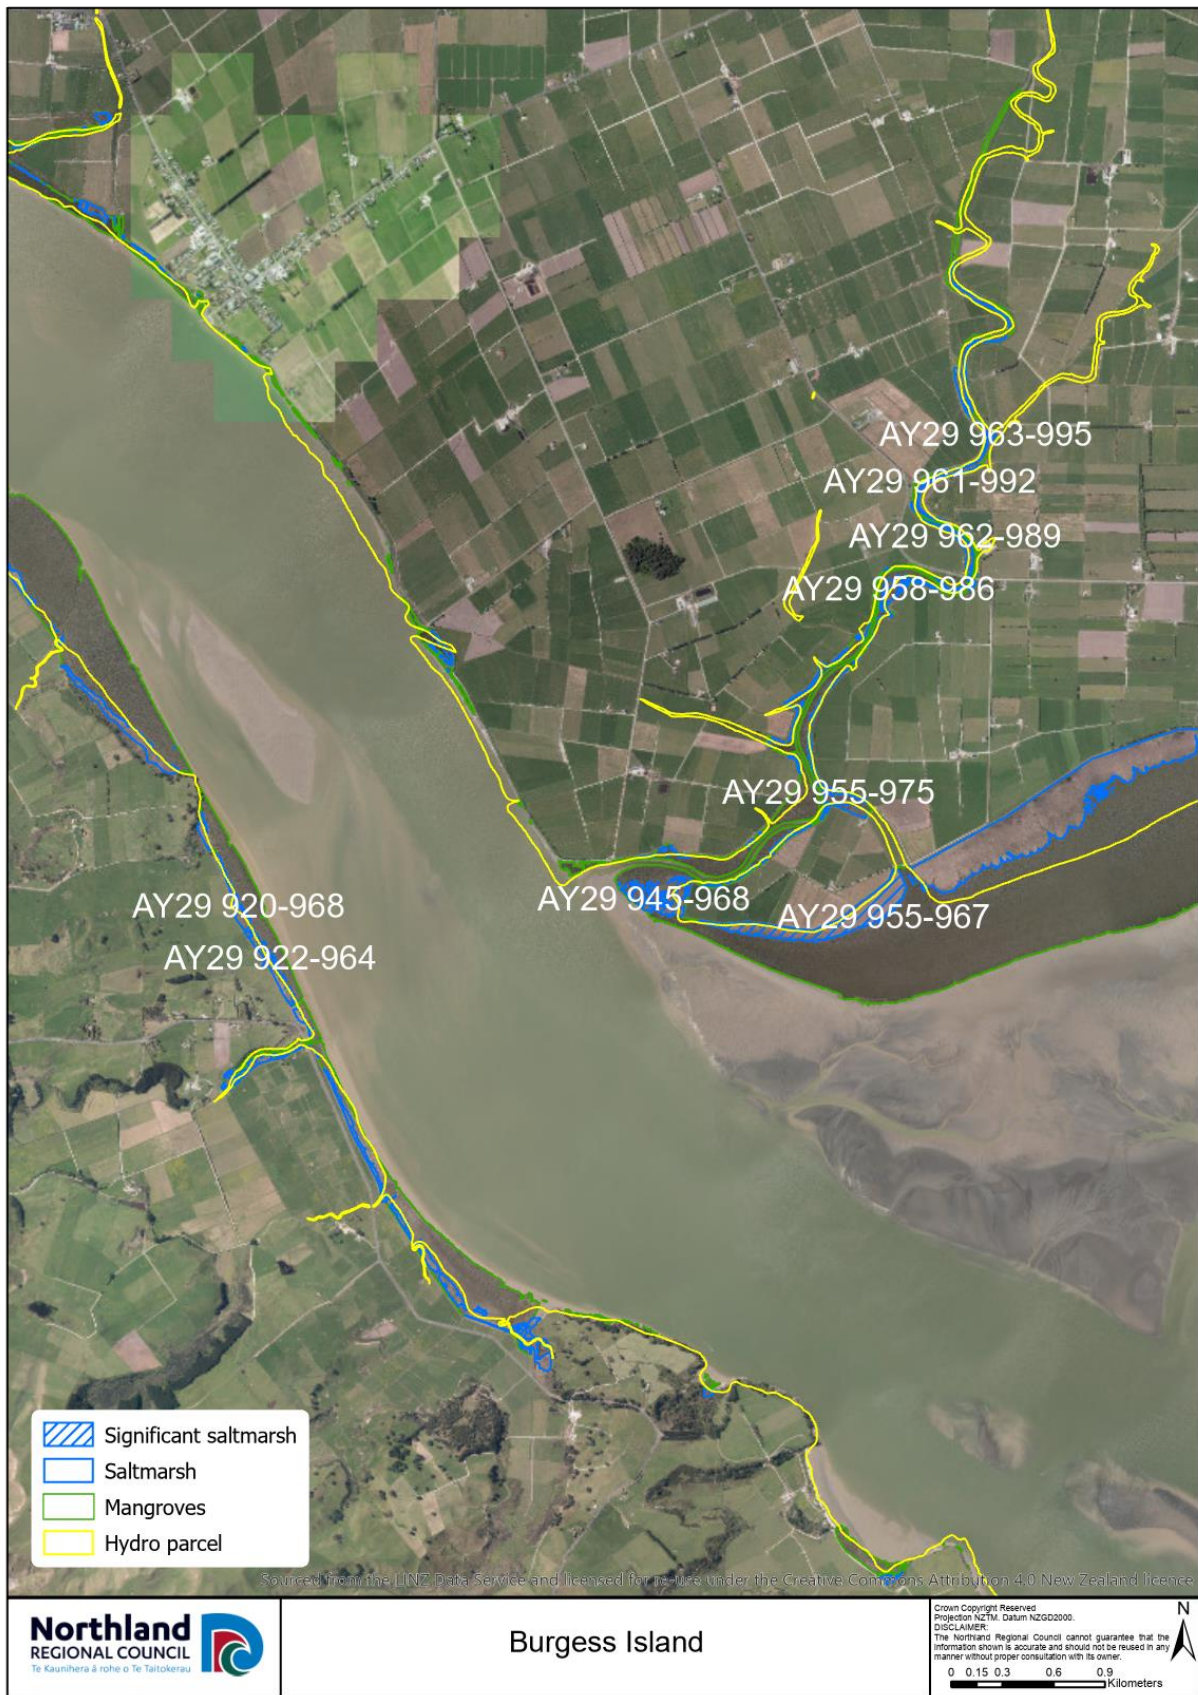 AY29 963-995
AY29 961-992
AY29 962-989
AY29 958-986
AY29 955-975
AY29 945-968
AY29 920-968
AY29 955-967
AY29 922-964
Significant saltmarsh
Saltmarsh
Mangroves
Hydro parcel
Sourced from the LINZ Data Service and licensed for re-use under the Creative Commons Attribution 4.0 New Zealand licence
Northland
REGIONAL COUNCIL
Te Kaunihera ā rohe o Te Taitokerau
Burgess Island
Crown Copyright Reserved
Projection NZTM. Datum NZGD2000.
DISCLAIMER:
The Northland Regional Council cannot guarantee that the
information shown is accurate and should not be reused in any
manner without proper consultation with its owner.
N
0 0.15 0.3 0.6 0.9
Kilometers